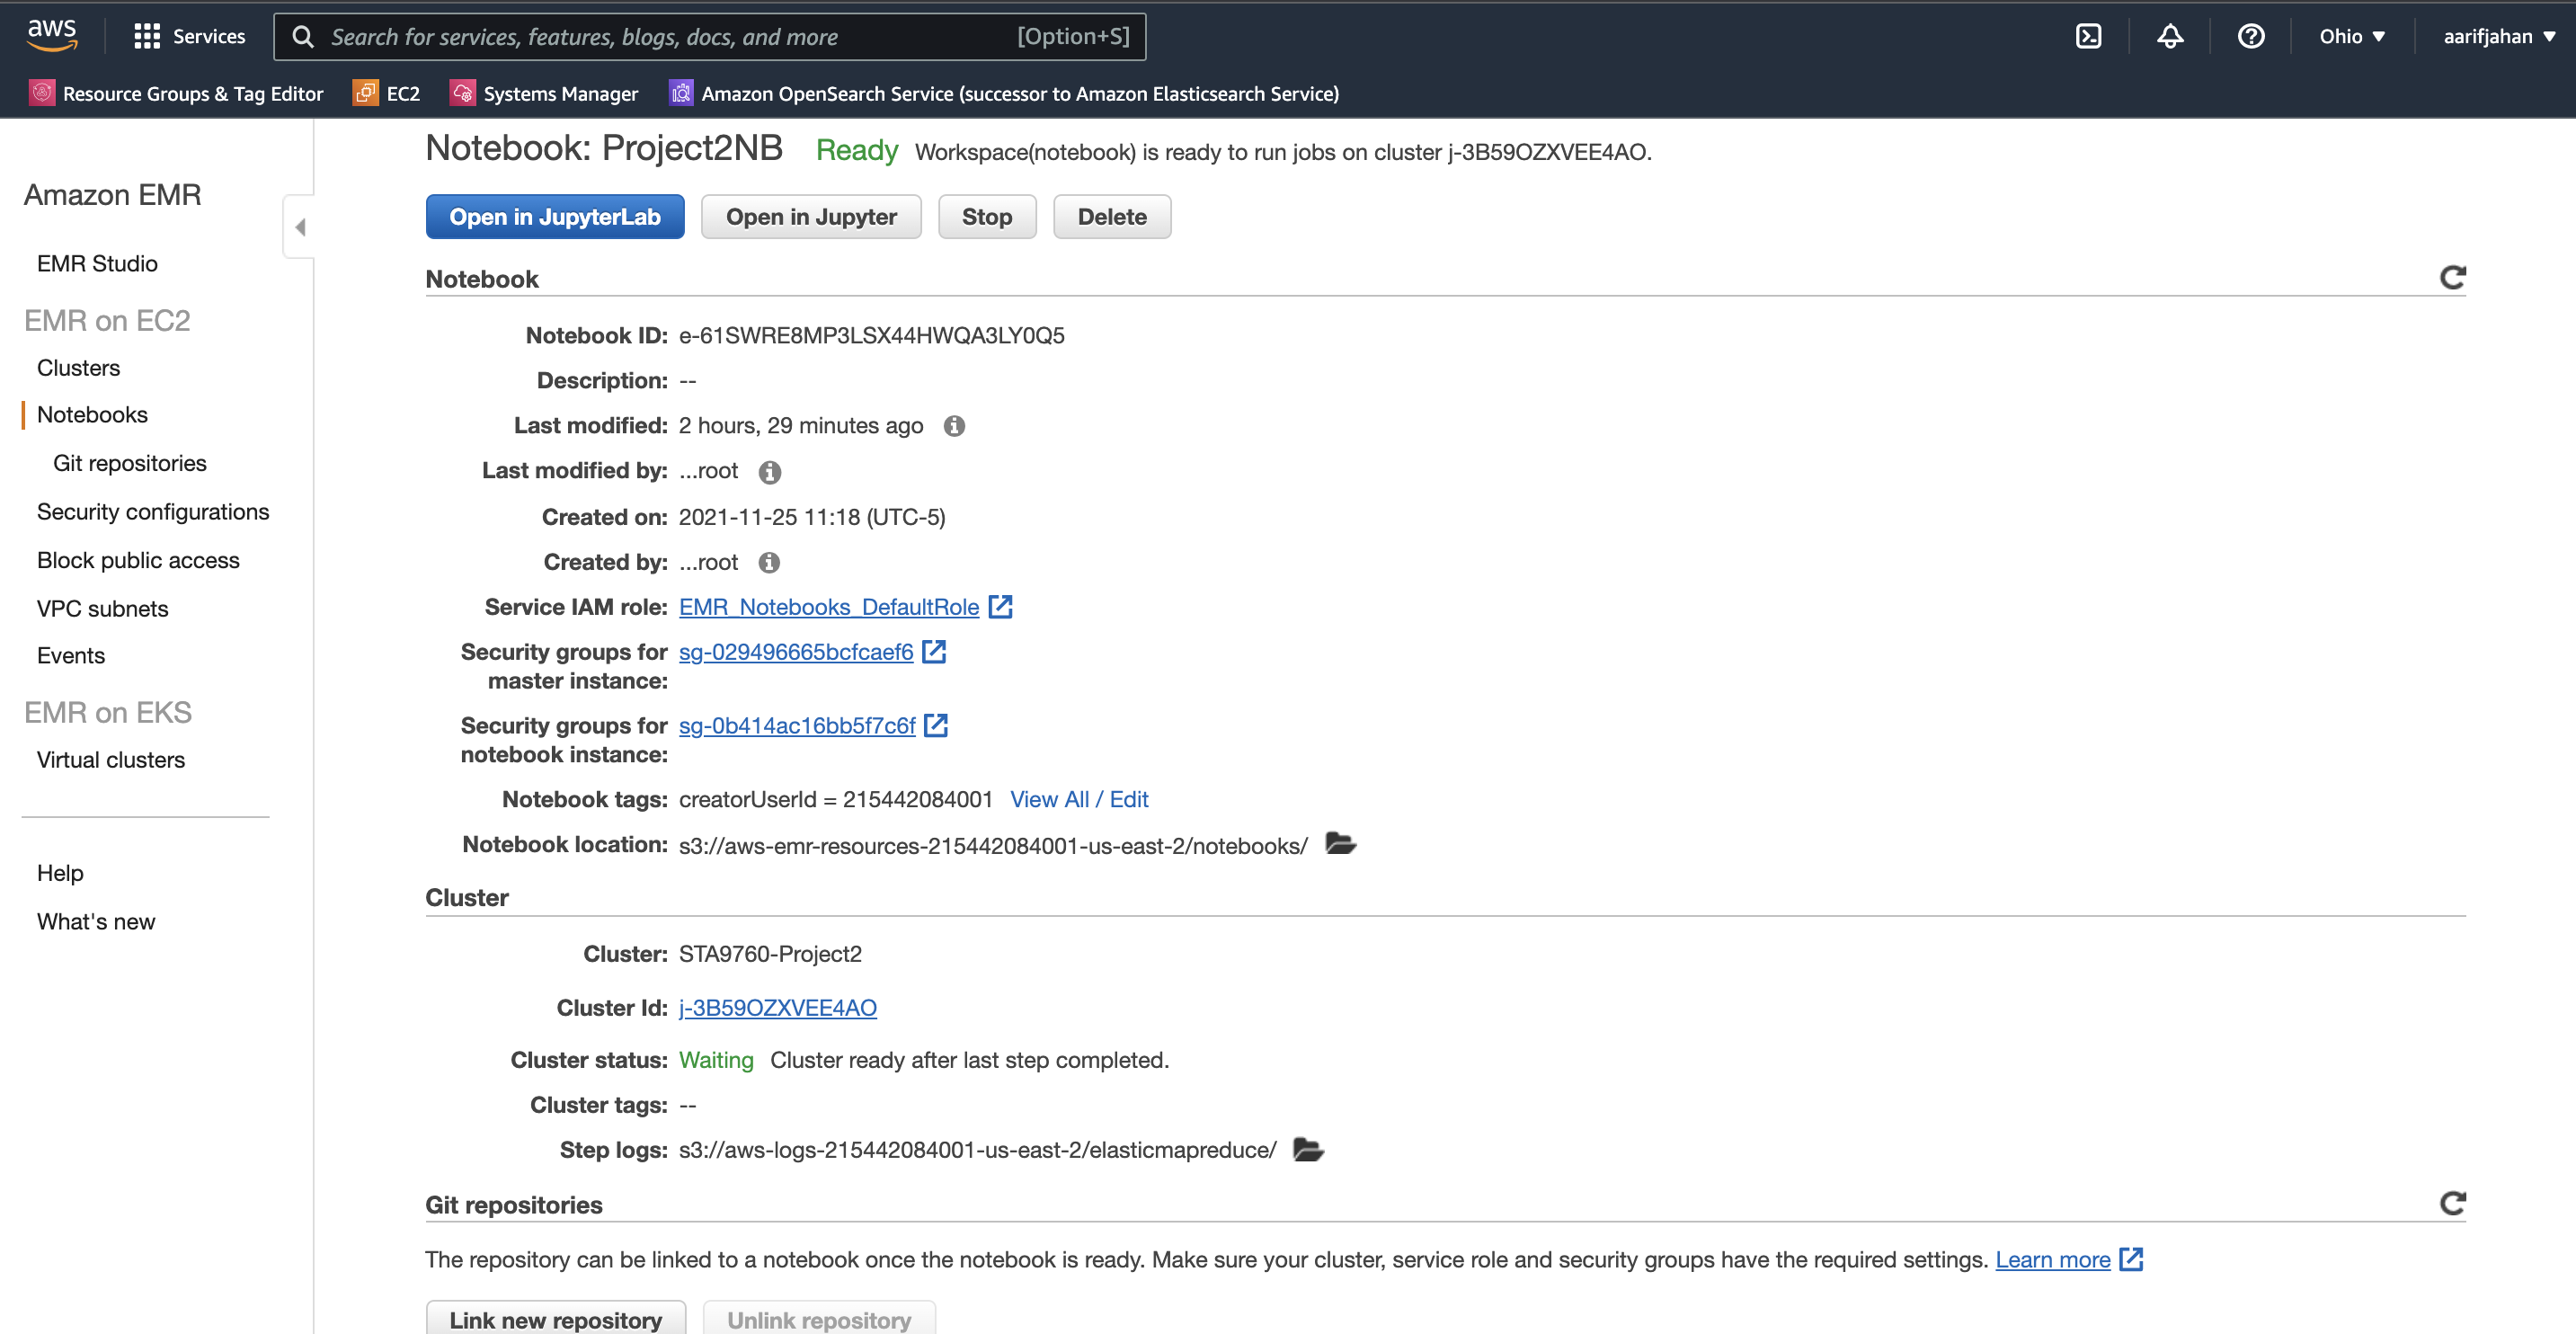 aws Services Search for services, features, blogs, docs, and more [Option+S] Ohio aarifjahan
Resource Groups & Tag Editor EC2 Systems Manager Amazon OpenSearch Service (successor to Amazon Elasticsearch Service)
Amazon EMR
EMR Studio
EMR on EC2
Clusters
Notebooks
Git repositories
Security configurations
Block public access
VPC subnets
Events
EMR on EKS
Virtual clusters
Help
What's new
Notebook: Project2NB Ready Workspace(notebook) is ready to run jobs on cluster j-3B59OZXVEE4AO.
Open in JupyterLab Open in Jupyter Stop Delete
Notebook
Notebook ID: e-61SWRE8MP3LSX44HWQA3LY0Q5
Description: --
Last modified: 2 hours, 29 minutes ago
Last modified by: ...root
Created on: 2021-11-25 11:18 (UTC-5)
Created by: ...root
Service IAM role: EMR_Notebooks_DefaultRole
Security groups for sg-029496665bcfcaef6
master instance:
Security groups for sg-0b414ac16bb5f7c6f
notebook instance:
Notebook tags: creatorUserId = 215442084001 View All / Edit
Notebook location: s3://aws-emr-resources-215442084001-us-east-2/notebooks/
Cluster
Cluster: STA9760-Project2
Cluster Id: j-3B59OZXVEE4AO
Cluster status: Waiting Cluster ready after last step completed.
Cluster tags: --
Step logs: s3://aws-logs-215442084001-us-east-2/elasticmapreduce/
Git repositories
The repository can be linked to a notebook once the notebook is ready. Make sure your cluster, service role and security groups have the required settings. Learn more
Link new repository Unlink repository